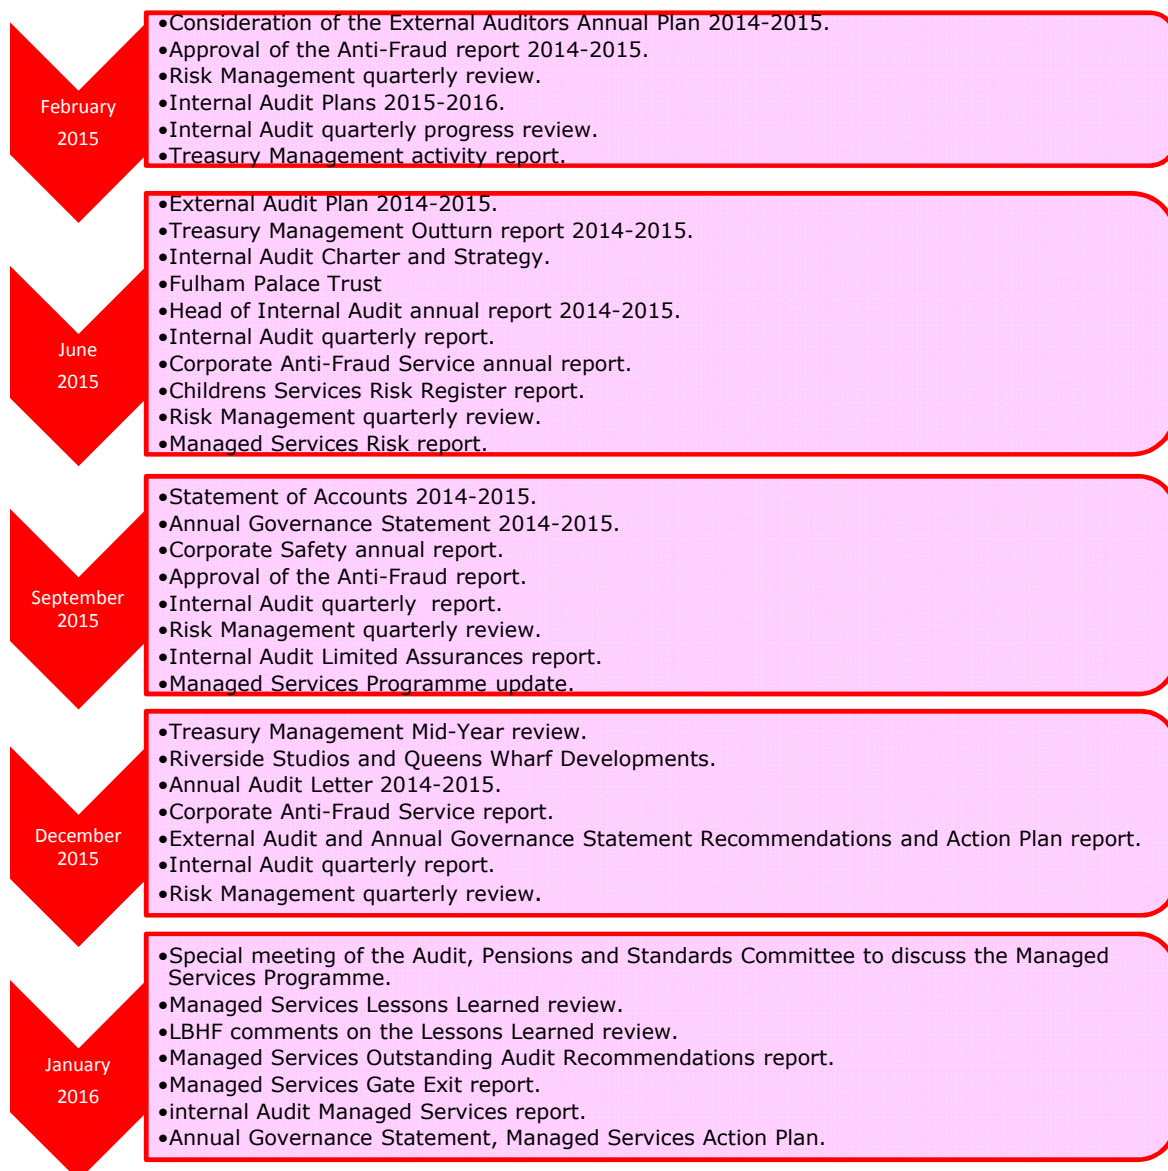 February
2015
•Consideration of the External Auditors Annual Plan 2014-2015.
•Approval of the Anti-Fraud report 2014-2015.
•Risk Management quarterly review.
•Internal Audit Plans 2015-2016.
•Internal Audit quarterly progress review.
•Treasury Management activity report.
June
2015
•External Audit Plan 2014-2015.
•Treasury Management Outturn report 2014-2015.
•Internal Audit Charter and Strategy.
•Fulham Palace Trust
•Head of Internal Audit annual report 2014-2015.
•Internal Audit quarterly report.
•Corporate Anti-Fraud Service annual report.
•Childrens Services Risk Register report.
•Risk Management quarterly review.
•Managed Services Risk report.
September
2015
•Statement of Accounts 2014-2015.
•Annual Governance Statement 2014-2015.
•Corporate Safety annual report.
•Approval of the Anti-Fraud report.
•Internal Audit quarterly  report.
•Risk Management quarterly review.
•Internal Audit Limited Assurances report.
•Managed Services Programme update.
December
2015
•Treasury Management Mid-Year review.
•Riverside Studios and Queens Wharf Developments.
•Annual Audit Letter 2014-2015.
•Corporate Anti-Fraud Service report.
•External Audit and Annual Governance Statement Recommendations and Action Plan report.
•Internal Audit quarterly report.
•Risk Management quarterly review.
January
2016
•Special meeting of the Audit, Pensions and Standards Committee to discuss the Managed
Services Programme.
•Managed Services Lessons Learned review.
•LBHF comments on the Lessons Learned review.
•Managed Services Outstanding Audit Recommendations report.
•Managed Services Gate Exit report.
•internal Audit Managed Services report.
•Annual Governance Statement, Managed Services Action Plan.